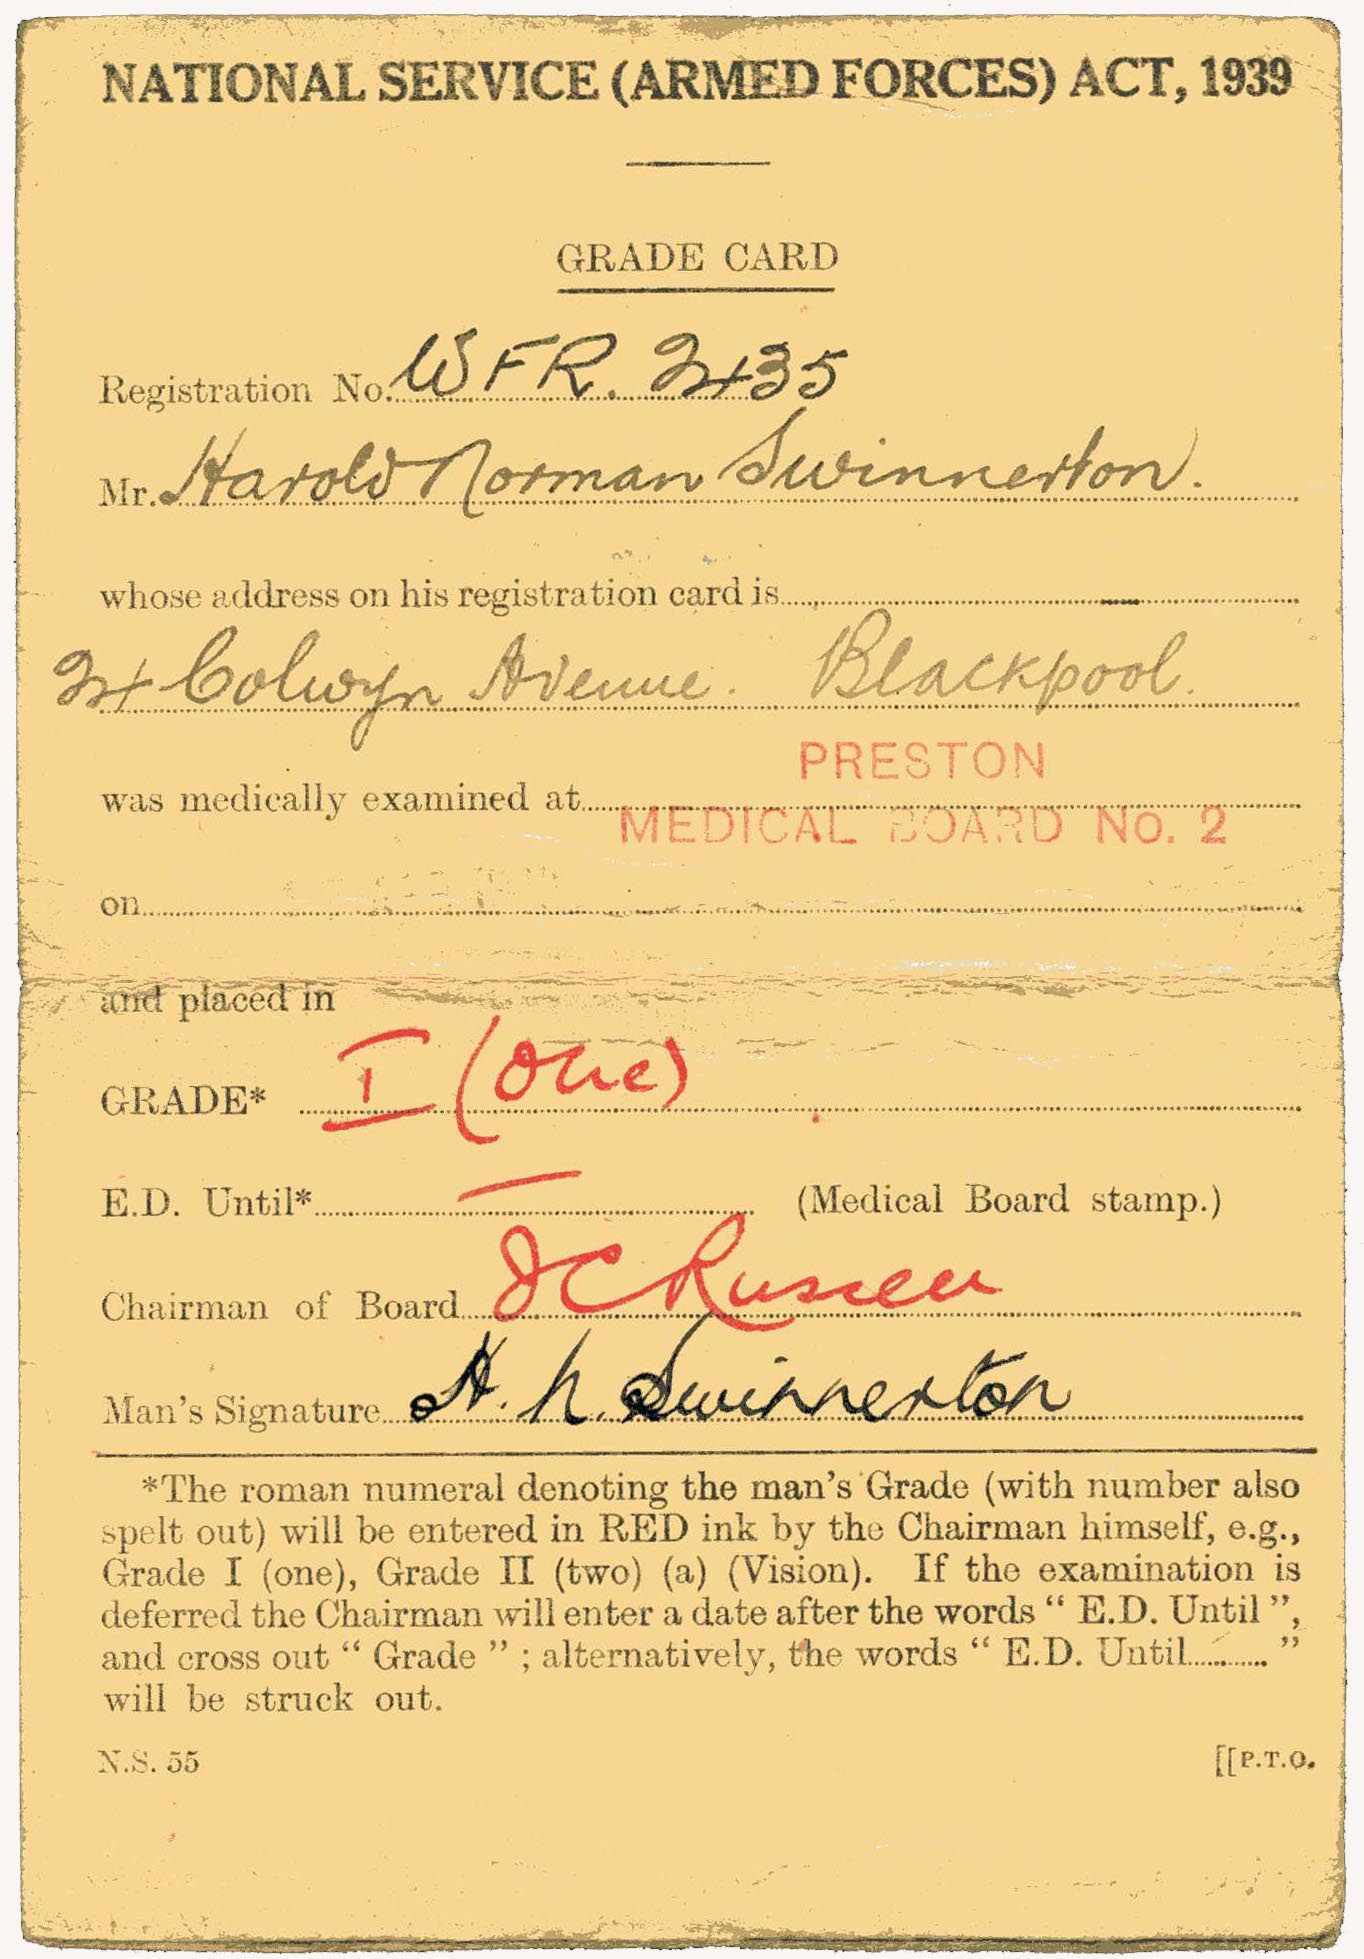 NATIONAL SERVICE (ARMED FORCES) ACT, 1939
GRADE CARD
Registration No. WFR. 2435
Mr. Harold Norman Swinnerton.
whose address on his registration card is
24 Colwyn Avenue. Blackpool.
PRESTON
was medically examined at
MEDICAL BOARD No. 2
on
and placed in
GRADE* I (one)
E.D. Until* — (Medical Board stamp.)
Chairman of Board J C Russell
Man's Signature H. N. Swinnerton
*The roman numeral denoting the man's Grade (with number also
spelt out) will be entered in RED ink by the Chairman himself, e.g.,
Grade I (one), Grade II (two) (a) (Vision). If the examination is
deferred the Chairman will enter a date after the words “ E.D. Until ”,
and cross out “ Grade ” ; alternatively, the words “ E.D. Until.......... ”
will be struck out.
N.S. 55 [[P.T.O.